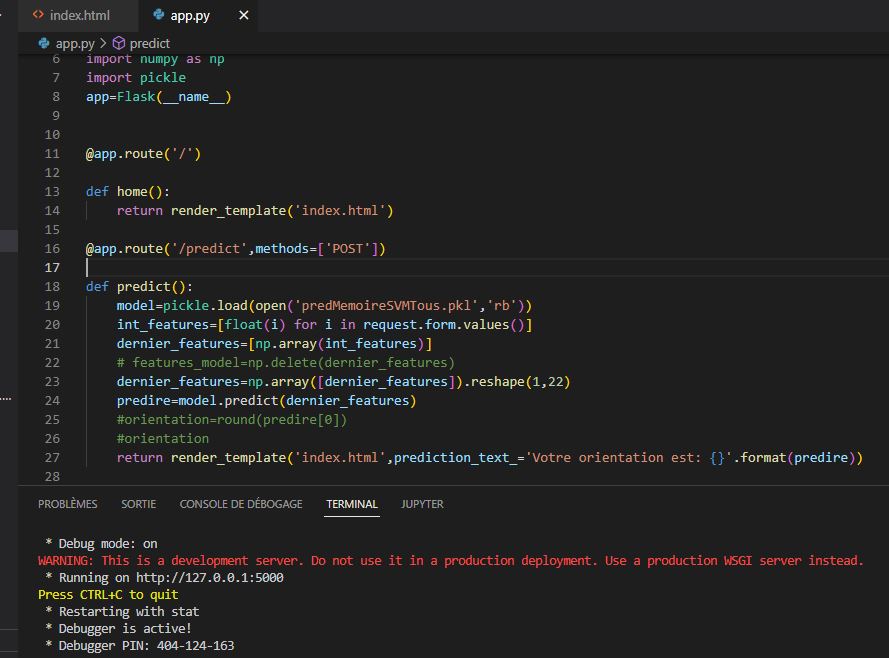 index.html app.py
app.py > predict
6 import numpy as np
7 import pickle
8 app=Flask(__name__)
9
10
11 @app.route('/')
12
13 def home():
14     return render_template('index.html')
15
16 @app.route('/predict',methods=['POST'])
17
18 def predict():
19     model=pickle.load(open('predMemoireSVMTous.pkl','rb'))
20     int_features=[float(i) for i in request.form.values()]
21     dernier_features=[np.array(int_features)]
22     # features_model=np.delete(dernier_features)
23     dernier_features=np.array([dernier_features]).reshape(1,22)
24     predire=model.predict(dernier_features)
25     #orientation=round(predire[0])
26     #orientation
27     return render_template('index.html',prediction_text_='Votre orientation est: {}'.format(predire))
28
PROBLÈMES SORTIE CONSOLE DE DÉBOGAGE TERMINAL JUPYTER
* Debug mode: on
WARNING: This is a development server. Do not use it in a production deployment. Use a production WSGI server instead.
* Running on http://127.0.0.1:5000
Press CTRL+C to quit
* Restarting with stat
* Debugger is active!
* Debugger PIN: 404-124-163